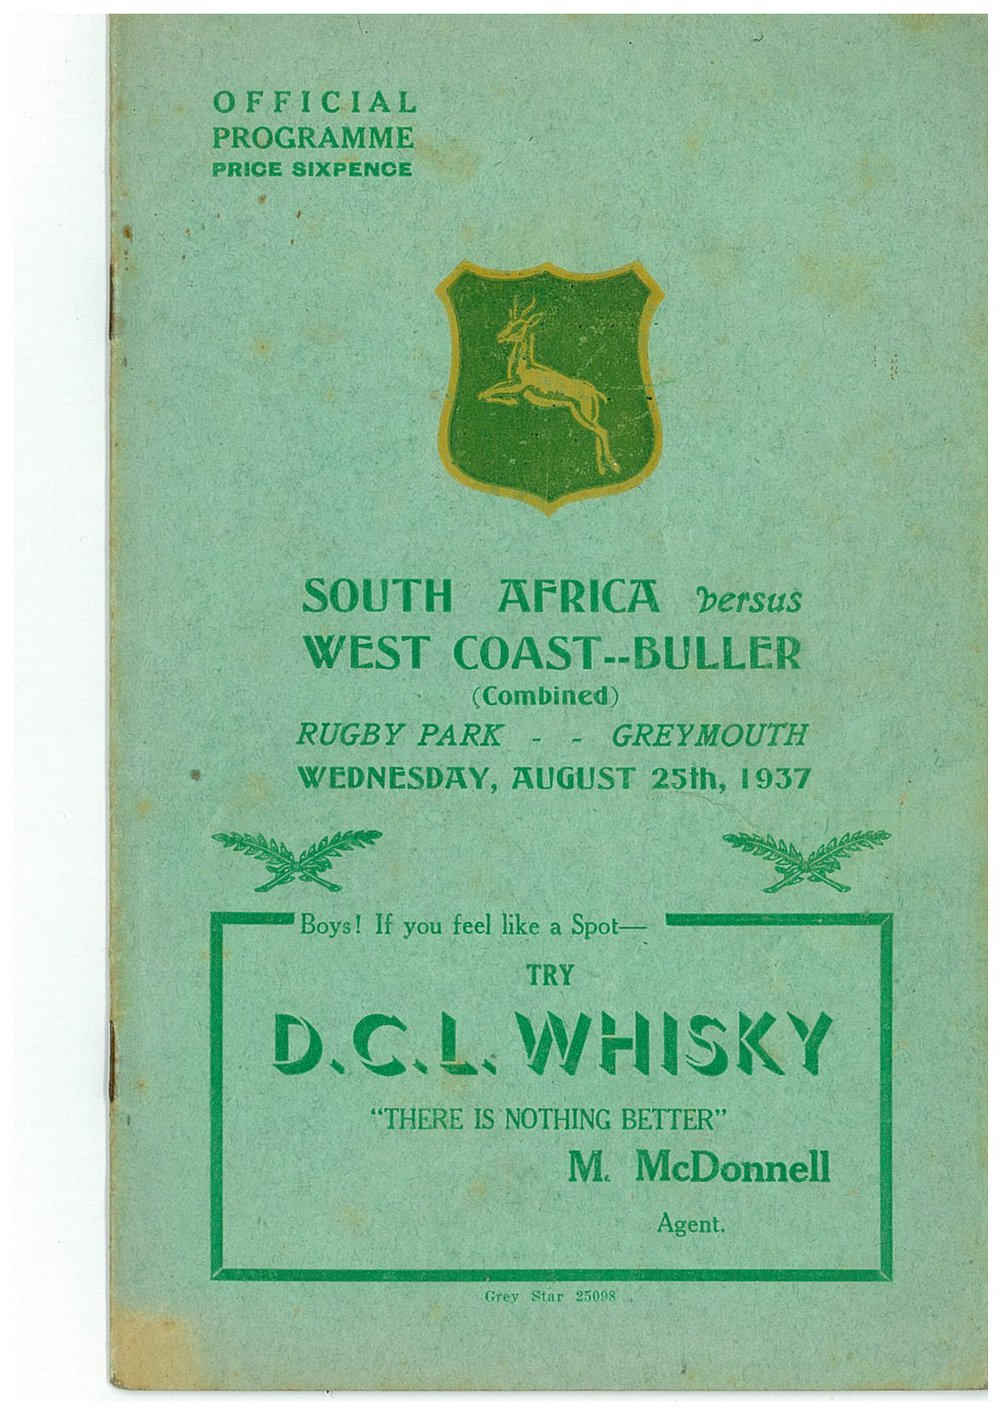 OFFICIAL
PROGRAMME
PRICE SIXPENCE
SOUTH AFRICA versus
WEST COAST--BULLER
(Combined)
RUGBY PARK - - GREYMOUTH
WEDNESDAY, AUGUST 25th, 1937
Boys! If you feel like a Spot—
TRY
D.C.L. WHISKY
"THERE IS NOTHING BETTER"
M. McDonnell
Agent.
Grey Star 25098